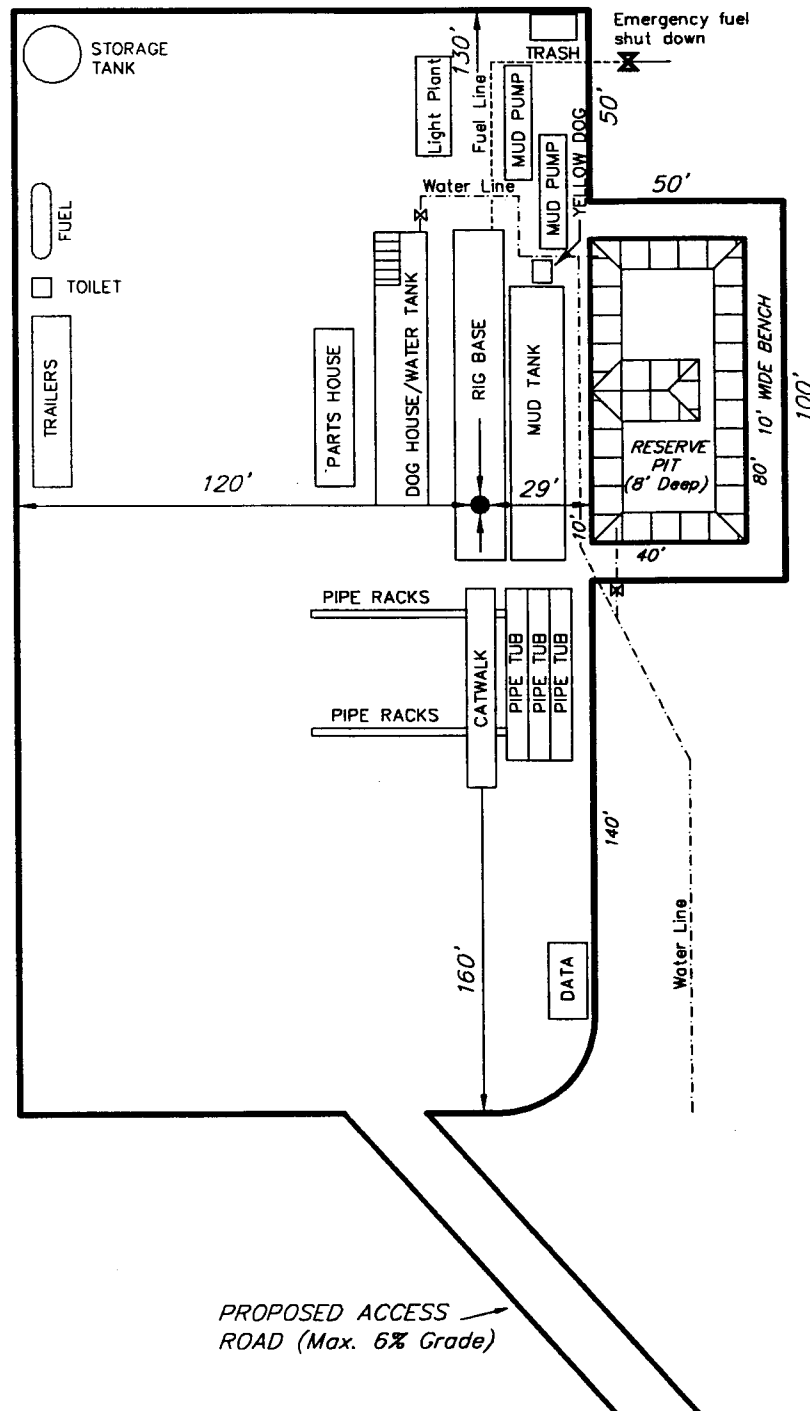 STORAGE
TANK
130'
TRASH
Emergency fuel
shut down
Light Plant
Fuel Line
MUD PUMP
50'
MUD PUMP
YELLOW DOG
Water Line
50'
FUEL
TOILET
TRAILERS
PARTS HOUSE
DOG HOUSE/WATER TANK
RIG BASE
MUD TANK
10' WIDE BENCH
100'
RESERVE
PIT
(8' Deep)
80'
120'
29'
10'
40'
PIPE RACKS
CATWALK
PIPE TUB
PIPE TUB
PIPE TUB
PIPE RACKS
140'
160'
DATA
Water Line
PROPOSED ACCESS
ROAD (Max. 6% Grade)